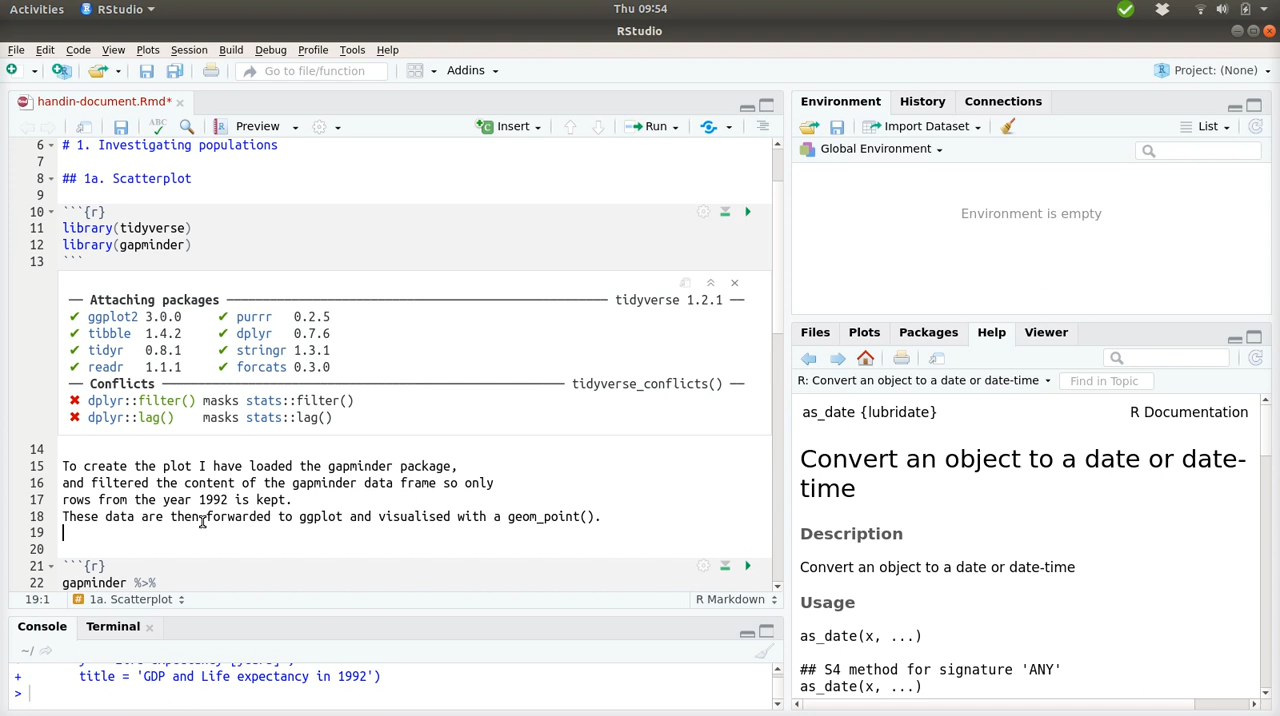 Activities RStudio Thu 09:54
RStudio
File Edit Code View Plots Session Build Debug Profile Tools Help
Go to file/function Addins Project: (None)
handin-document.Rmd*
ABC Preview Insert Run
6 # 1. Investigating populations
7
8 ## 1a. Scatterplot
9
10 ```{r}
11 library(tidyverse)
12 library(gapminder)
13 ```
── Attaching packages ── tidyverse 1.2.1 ──
✔ ggplot2 3.0.0 ✔ purrr 0.2.5
✔ tibble 1.4.2 ✔ dplyr 0.7.6
✔ tidyr 0.8.1 ✔ stringr 1.3.1
✔ readr 1.1.1 ✔ forcats 0.3.0
── Conflicts ── tidyverse_conflicts() ──
✖ dplyr::filter() masks stats::filter()
✖ dplyr::lag() masks stats::lag()
14
15 To create the plot I have loaded the gapminder package,
16 and filtered the content of the gapminder data frame so only
17 rows from the year 1992 is kept.
18 These data are then forwarded to ggplot and visualised with a geom_point().
19
20
21 ```{r}
22 gapminder %>%
19:1 # 1a. Scatterplot R Markdown
Console Terminal
~/
+ title = 'GDP and Life expectancy in 1992')
>
Environment History Connections
Import Dataset List
Global Environment
Environment is empty
Files Plots Packages Help Viewer
R: Convert an object to a date or date-time Find in Topic
as_date {lubridate} R Documentation
Convert an object to a date or date-
time
Description
Convert an object to a date or date-time
Usage
as_date(x, ...)
## S4 method for signature 'ANY'
as_date(x, ...)